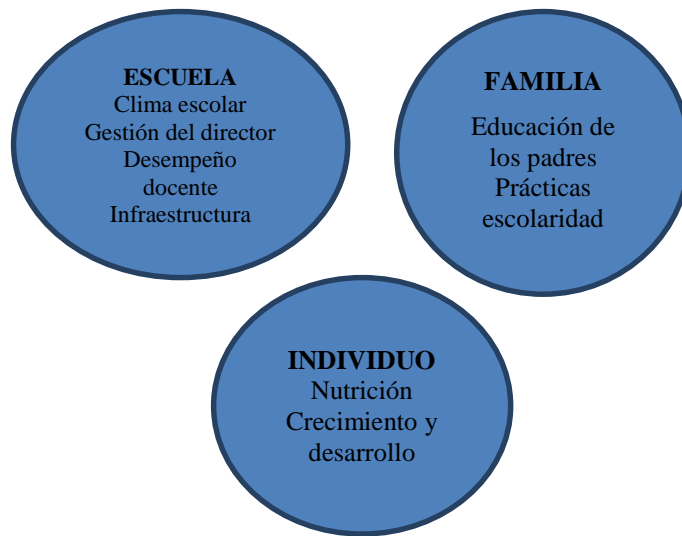 ESCUELA
Clima escolar
Gestión del director
Desempeño
docente
Infraestructura
FAMILIA
Educación de
los padres
Prácticas
escolaridad
INDIVIDUO
Nutrición
Crecimiento y
desarrollo